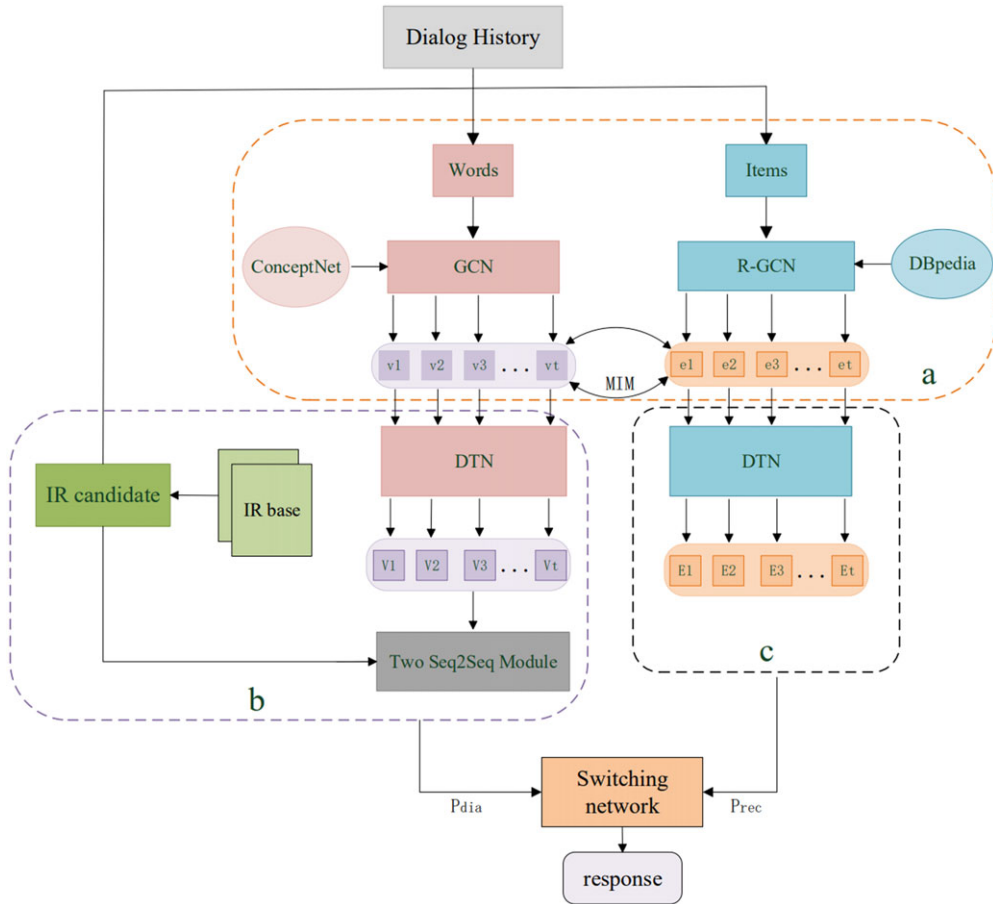 Dialog History
Words
Items
ConceptNet
GCN
R-GCN
DBpedia
v1 v2 v3 ... vt
MIM
e1 e2 e3 ... et
a
IR candidate
IR base
DTN
DTN
V1 V2 V3 ... Vt
E1 E2 E3 ... Et
Two Seq2Seq Module
b
c
Pdia
Switching
network
Prec
response